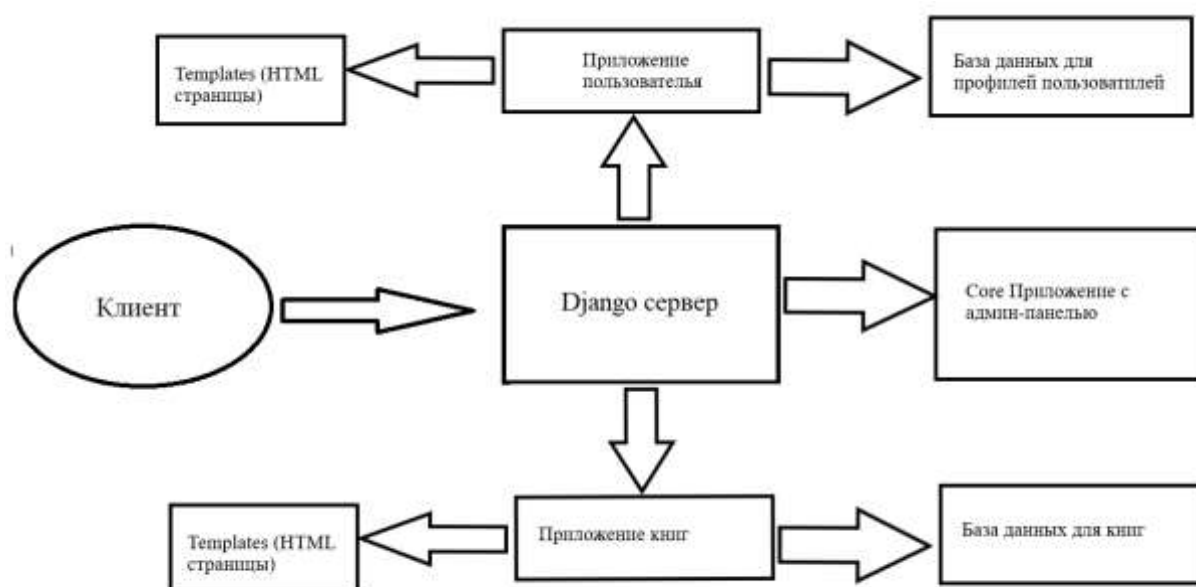 Templates (HTML
страницы)
Приложение
пользователья
База данных для
профилей пользоватилей
Клиент
Django сервер
Core Приложение с
админ-панелью
Templates (HTML
страницы)
Приложение книг
База данных для книг